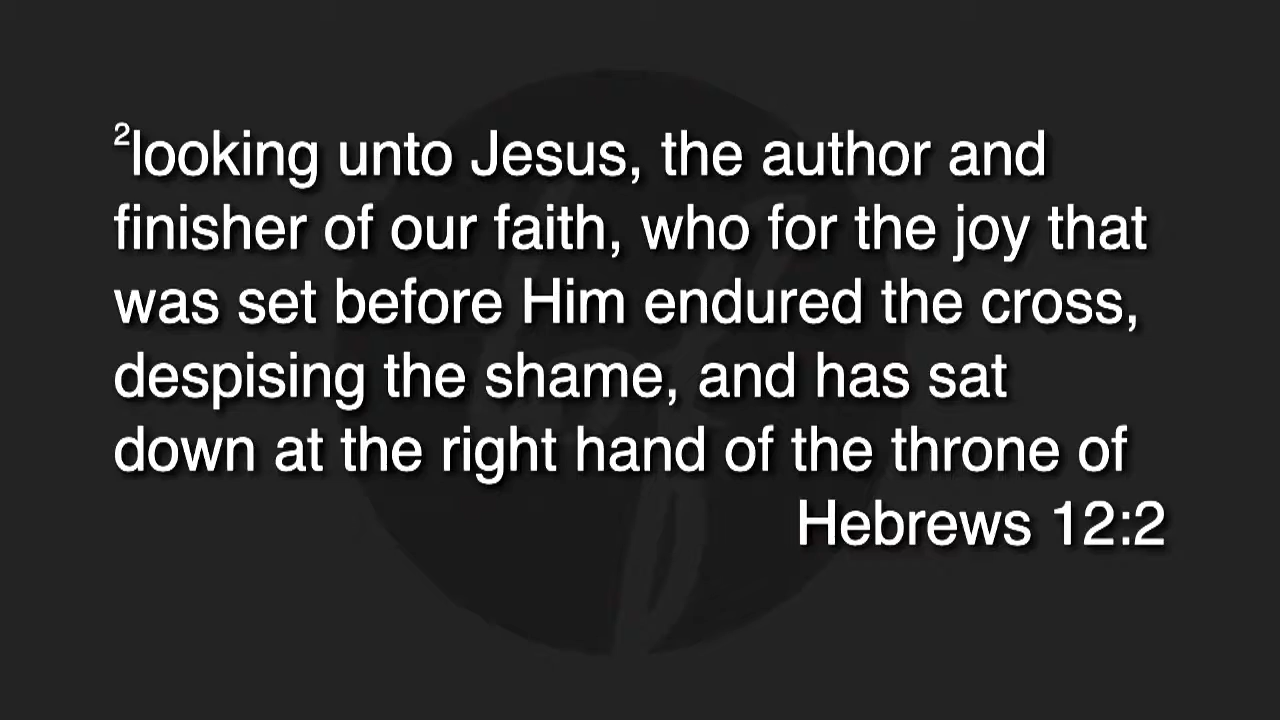 ²looking unto Jesus, the author and
finisher of our faith, who for the joy that
was set before Him endured the cross,
despising the shame, and has sat
down at the right hand of the throne of
Hebrews 12:2